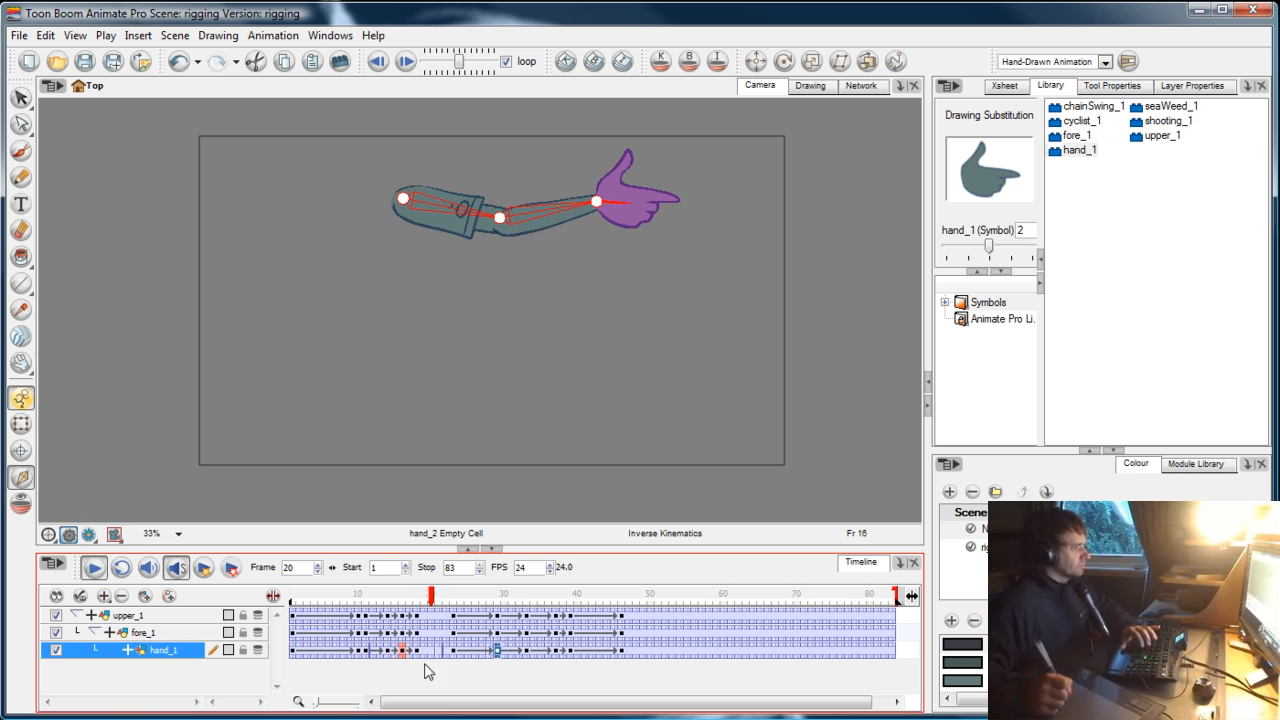 Toon Boom Animate Pro Scene: rigging Version: rigging
File Edit View Play Insert Scene Drawing Animation Windows Help
loop
K B I
Hand-Drawn Animation
Top
Camera Drawing Network
Xsheet Library Tool Properties Layer Properties
Drawing Substitution
hand_1 (Symbol) 2
chainSwing_1 seaWeed_1
cyclist_1 shooting_1
fore_1 upper_1
hand_1
Symbols
Animate Pro Li.
T
33% hand_2 Empty Cell Inverse Kinematics Fr 16
Colour Module Library
Scene
Frame 20 Start 1 Stop 83 FPS 24 24.0
Timeline
10 30 40 50 60 70 80
upper_1
fore_1
hand_1